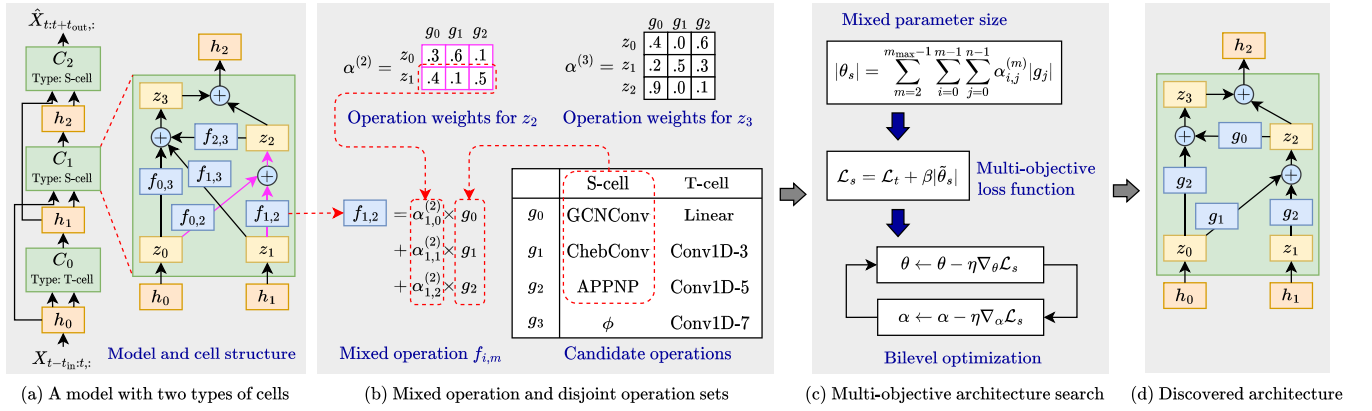 X̂_{t:t+t_out,:}
C_2
Type: S-cell
h_2
C_1
Type: S-cell
h_1
C_0
Type: T-cell
h_0
X_{t−t_in:t,:}
h_2
z_3 +
+ f_{2,3} z_2
f_{0,3} f_{1,3} +
f_{0,2} f_{1,2}
z_0 z_1
h_0 h_1
Model and cell structure
(a) A model with two types of cells
g_0 g_1 g_2
α^{(2)} =
z_0 .3 .6 .1
z_1 .4 .1 .5
Operation weights for z_2
g_0 g_1 g_2
α^{(3)} =
z_0 .4 .0 .6
z_1 .2 .5 .3
z_2 .9 .0 .1
Operation weights for z_3
f_{1,2} = α_{1,0}^{(2)} × g_0
+ α_{1,1}^{(2)} × g_1
+ α_{1,2}^{(2)} × g_2
Mixed operation f_{i,m}
S-cell T-cell
g_0 GCNConv Linear
g_1 ChebConv Conv1D-3
g_2 APPNP Conv1D-5
g_3 ϕ Conv1D-7
Candidate operations
(b) Mixed operation and disjoint operation sets
Mixed parameter size
|θ_s| = ∑_{m=2}^{m_max−1} ∑_{i=0}^{m−1} ∑_{j=0}^{n−1} α_{i,j}^{(m)} |g_j|
ℒ_s = ℒ_t + β|θ̃_s|
Multi-objective
loss function
θ ← θ − η∇_θ ℒ_s
α ← α − η∇_α ℒ_s
Bilevel optimization
(c) Multi-objective architecture search
h_2
z_3 +
+ g_0 z_2
g_2 +
g_1 g_2
z_0 z_1
h_0 h_1
(d) Discovered architecture